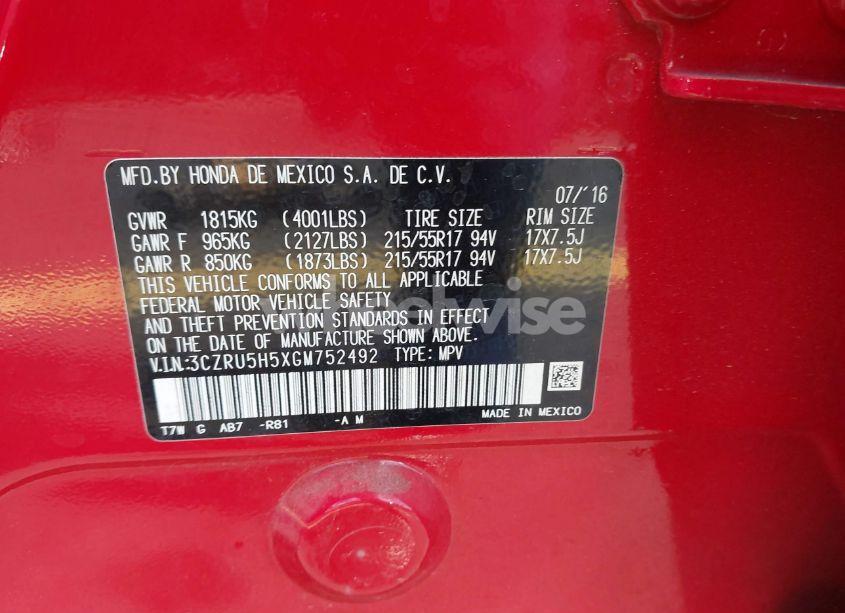 MFD.BY HONDA DE MEXICO S.A. DE C.V.
07/'16
GVWR 1815KG (4001LBS) TIRE SIZE RIM SIZE
GAWR F 965KG (2127LBS) 215/55R17 94V 17X7.5J
GAWR R 850KG (1873LBS) 215/55R17 94V 17X7.5J
THIS VEHICLE CONFORMS TO ALL APPLICABLE
FEDERAL MOTOR VEHICLE SAFETY
AND THEFT PREVENTION STANDARDS IN EFFECT
ON THE DATE OF MANUFACTURE SHOWN ABOVE.
V.I.N:3CZRU5H5XGM752492 TYPE: MPV
T7W G AB7 -R81 -A M MADE IN MEXICO